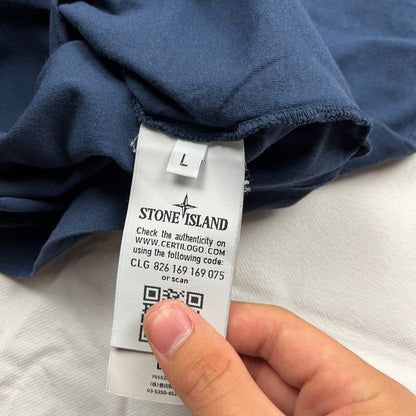 L
STONE ISLAND
Check the authenticity on
WWW.CERTILOGO.COM
using the following code:
CLG 826 169 169 075
or scan